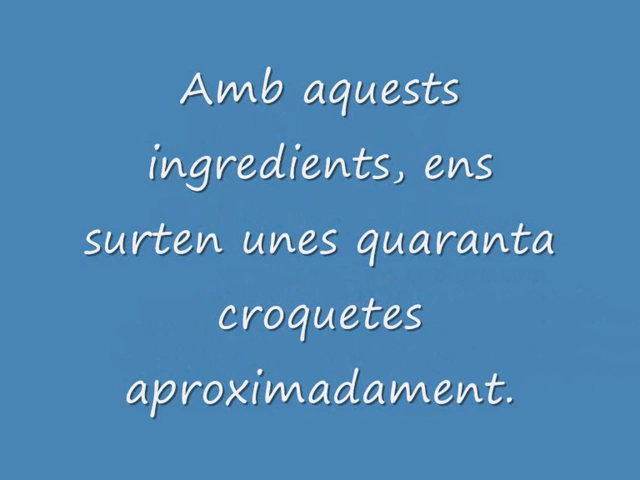 Amb aquests
ingredients, ens
surten unes quaranta
croquetes
aproximadament.